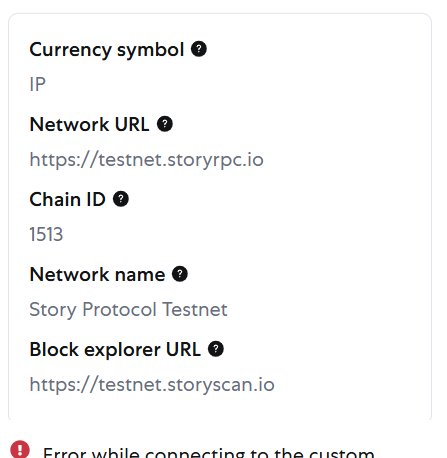 Currency symbol ?
IP
Network URL ?
https://testnet.storyrpc.io
Chain ID ?
1513
Network name ?
Story Protocol Testnet
Block explorer URL ?
https://testnet.storyscan.io
! Error while connecting to the custom